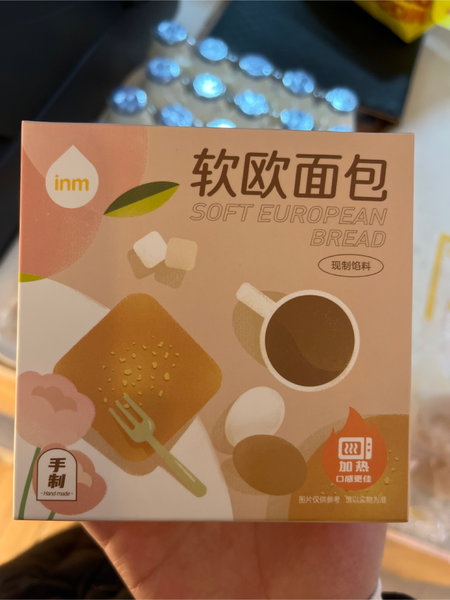 inm
软欧面包
SOFT EUROPEAN
BREAD
现制馅料
手制
Hand made
加热
口感更佳
图片仅供参考 请以实物为准